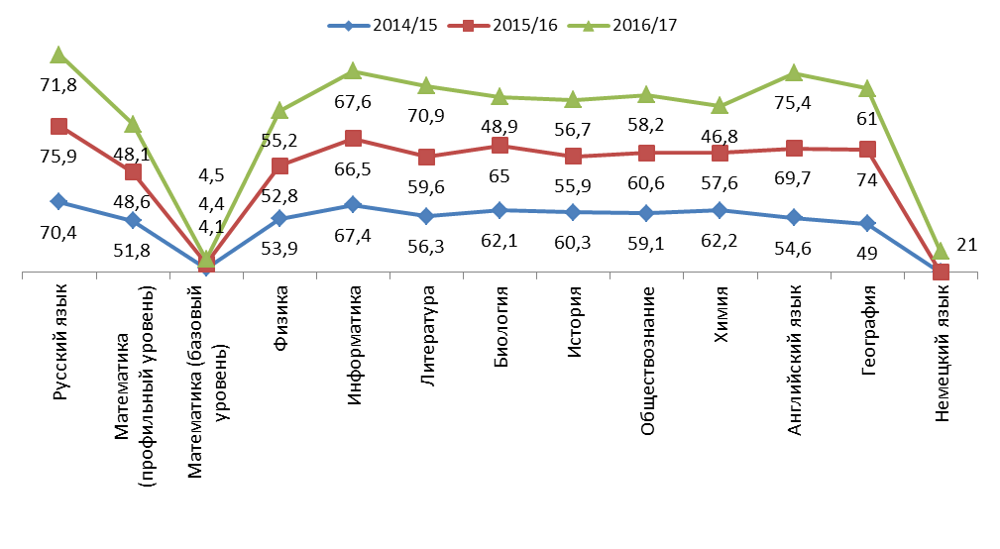 2014/15 2015/16 2016/17
71,8 48,1 4,5 55,2 67,6 70,9 48,9 56,7 58,2 46,8 75,4 61 21
75,9 48,6 4,4 52,8 66,5 59,6 65 55,9 60,6 57,6 69,7 74
70,4 51,8 4,1 53,9 67,4 56,3 62,1 60,3 59,1 62,2 54,6 49
Русский язык
Математика
(профильный уровень)
Математика (базовый
уровень)
Физика
Информатика
Литература
Биология
История
Обществознание
Химия
Английский язык
География
Немецкий язык